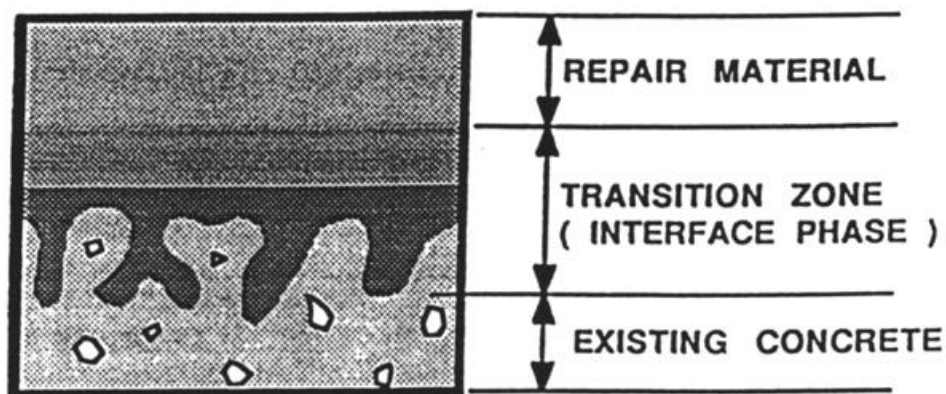 REPAIR MATERIAL
TRANSITION ZONE
( INTERFACE PHASE )
EXISTING CONCRETE